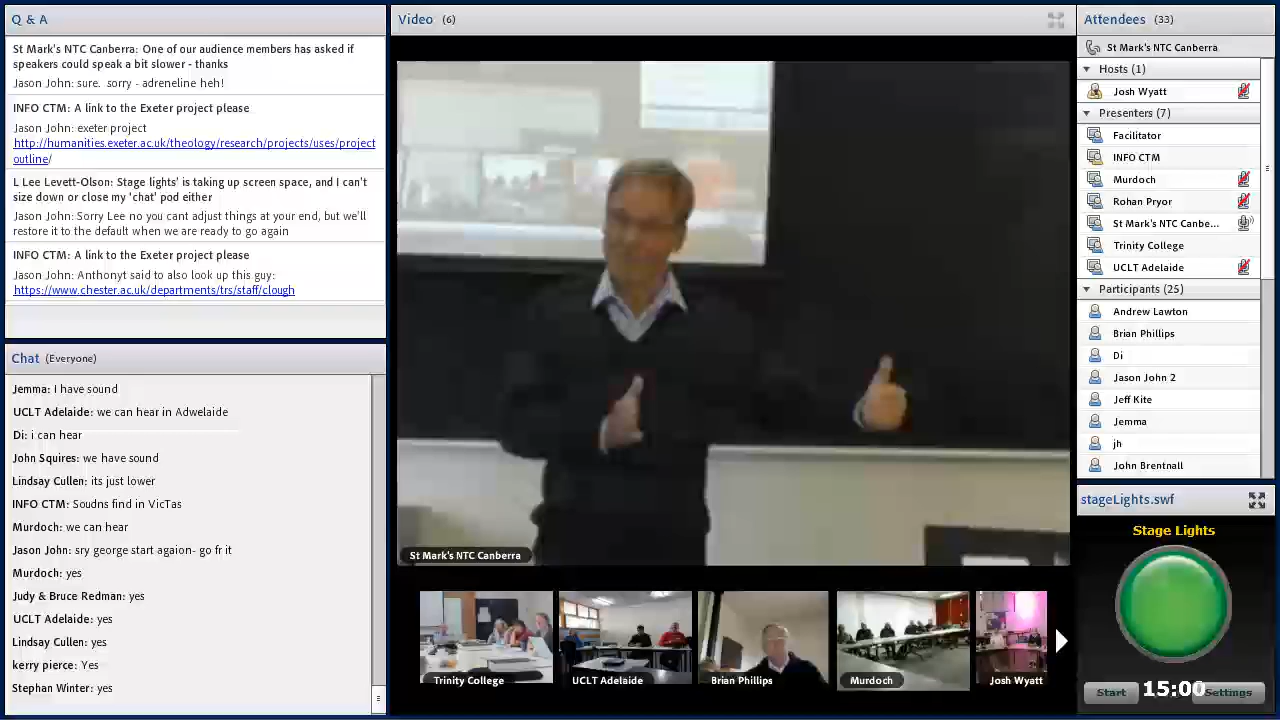 Q & A
St Mark's NTC Canberra: One of our audience members has asked if
speakers could speak a bit slower - thanks
Jason John: sure. sorry - adreneline heh!
INFO CTM: A link to the Exeter project please
Jason John: exeter project
http://humanities.exeter.ac.uk/theology/research/projects/uses/project
outline/
L Lee Levett-Olson: Stage lights' is taking up screen space, and I can't
size down or close my 'chat' pod either
Jason John: Sorry Lee no you cant adjust things at your end, but we'll
restore it to the default when we are ready to go again
INFO CTM: A link to the Exeter project please
Jason John: Anthonyt said to also look up this guy:
https://www.chester.ac.uk/departments/trs/staff/clough
Chat (Everyone)
Jemma: I have sound
UCLT Adelaide: we can hear in Adwelaide
Di: i can hear
John Squires: we have sound
Lindsay Cullen: its just lower
INFO CTM: Soudns find in VicTas
Murdoch: we can hear
Jason John: sry george start agaion- go fr it
Murdoch: yes
Judy & Bruce Redman: yes
UCLT Adelaide: yes
Lindsay Cullen: yes
kerry pierce: Yes
Stephan Winter: yes
Video (6)
St Mark's NTC Canberra
Trinity College
UCLT Adelaide
Brian Phillips
Murdoch
Josh Wyatt
Attendees (33)
St Mark's NTC Canberra
Hosts (1)
Josh Wyatt
Presenters (7)
Facilitator
INFO CTM
Murdoch
Rohan Pryor
St Mark's NTC Canbe...
Trinity College
UCLT Adelaide
Participants (25)
Andrew Lawton
Brian Phillips
Di
Jason John 2
Jeff Kite
Jemma
jh
John Brentnall
stageLights.swf
Stage Lights
Start 15:00 Settings